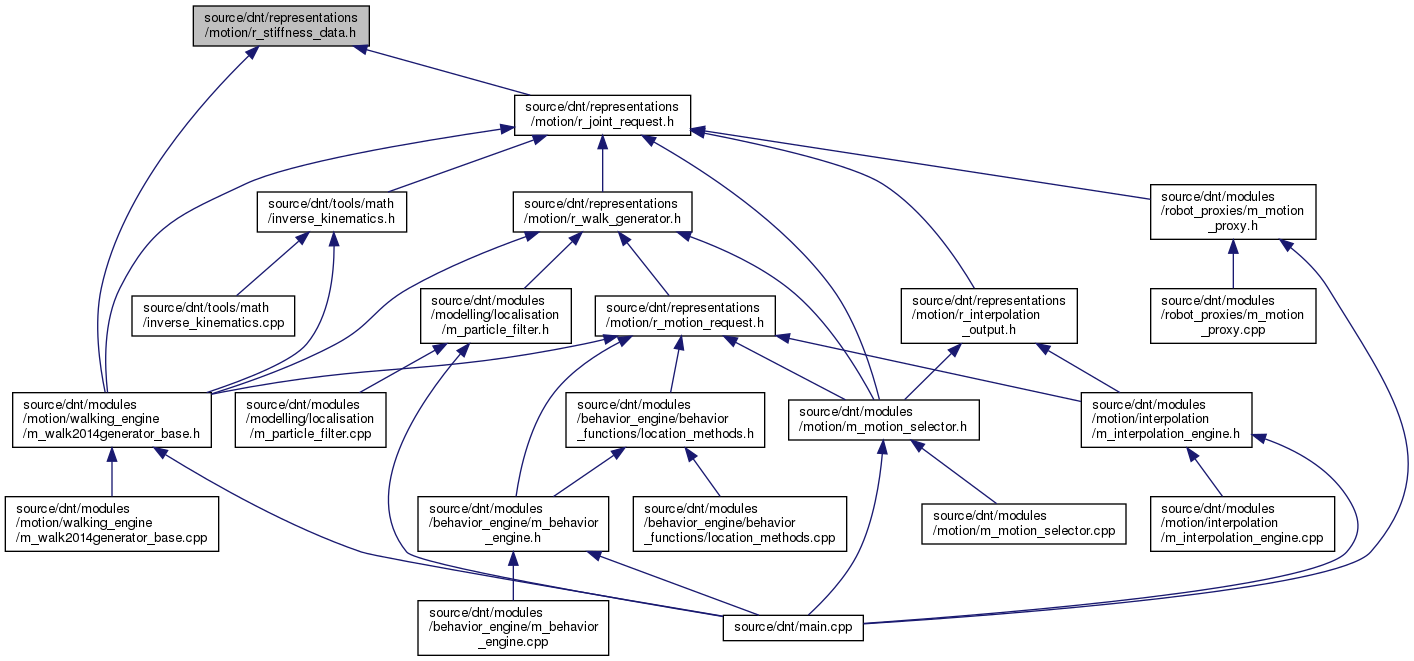 source/dnt/representations
/motion/r_stiffness_data.h
source/dnt/representations
/motion/r_joint_request.h
source/dnt/tools/math
/inverse_kinematics.h
source/dnt/representations
/motion/r_walk_generator.h
source/dnt/modules
/robot_proxies/m_motion
_proxy.h
source/dnt/tools/math
/inverse_kinematics.cpp
source/dnt/modules
/modelling/localisation
/m_particle_filter.h
source/dnt/representations
/motion/r_motion_request.h
source/dnt/representations
/motion/r_interpolation
_output.h
source/dnt/modules
/robot_proxies/m_motion
_proxy.cpp
source/dnt/modules
/motion/walking_engine
/m_walk2014generator_base.h
source/dnt/modules
/modelling/localisation
/m_particle_filter.cpp
source/dnt/modules
/behavior_engine/behavior
_functions/location_methods.h
source/dnt/modules
/motion/m_motion_selector.h
source/dnt/modules
/motion/interpolation
/m_interpolation_engine.h
source/dnt/modules
/motion/walking_engine
/m_walk2014generator_base.cpp
source/dnt/modules
/behavior_engine/m_behavior
_engine.h
source/dnt/modules
/behavior_engine/behavior
_functions/location_methods.cpp
source/dnt/modules
/motion/m_motion_selector.cpp
source/dnt/modules
/motion/interpolation
/m_interpolation_engine.cpp
source/dnt/modules
/behavior_engine/m_behavior
_engine.cpp
source/dnt/main.cpp